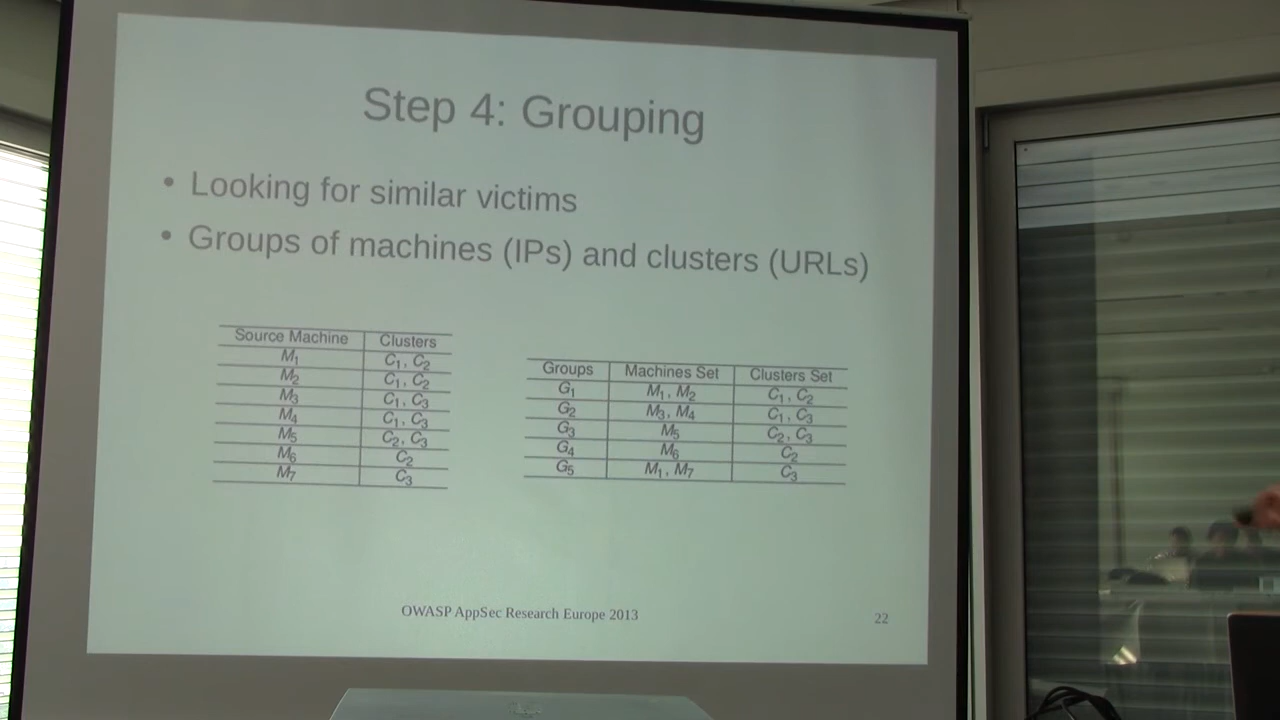 Step 4: Grouping
• Looking for similar victims
• Groups of machines (IPs) and clusters (URLs)
Source Machine Clusters
M1 C1, C2
M2 C1, C2
M3 C1, C3
M4 C1, C3
M5 C2, C3
M6 C2
M7 C3
Groups Machines Set Clusters Set
G1 M1, M2 C1, C2
G2 M3, M4 C1, C3
G3 M5 C2, C3
G4 M6 C2
G5 M1, M7 C3
OWASP AppSec Research Europe 2013
22